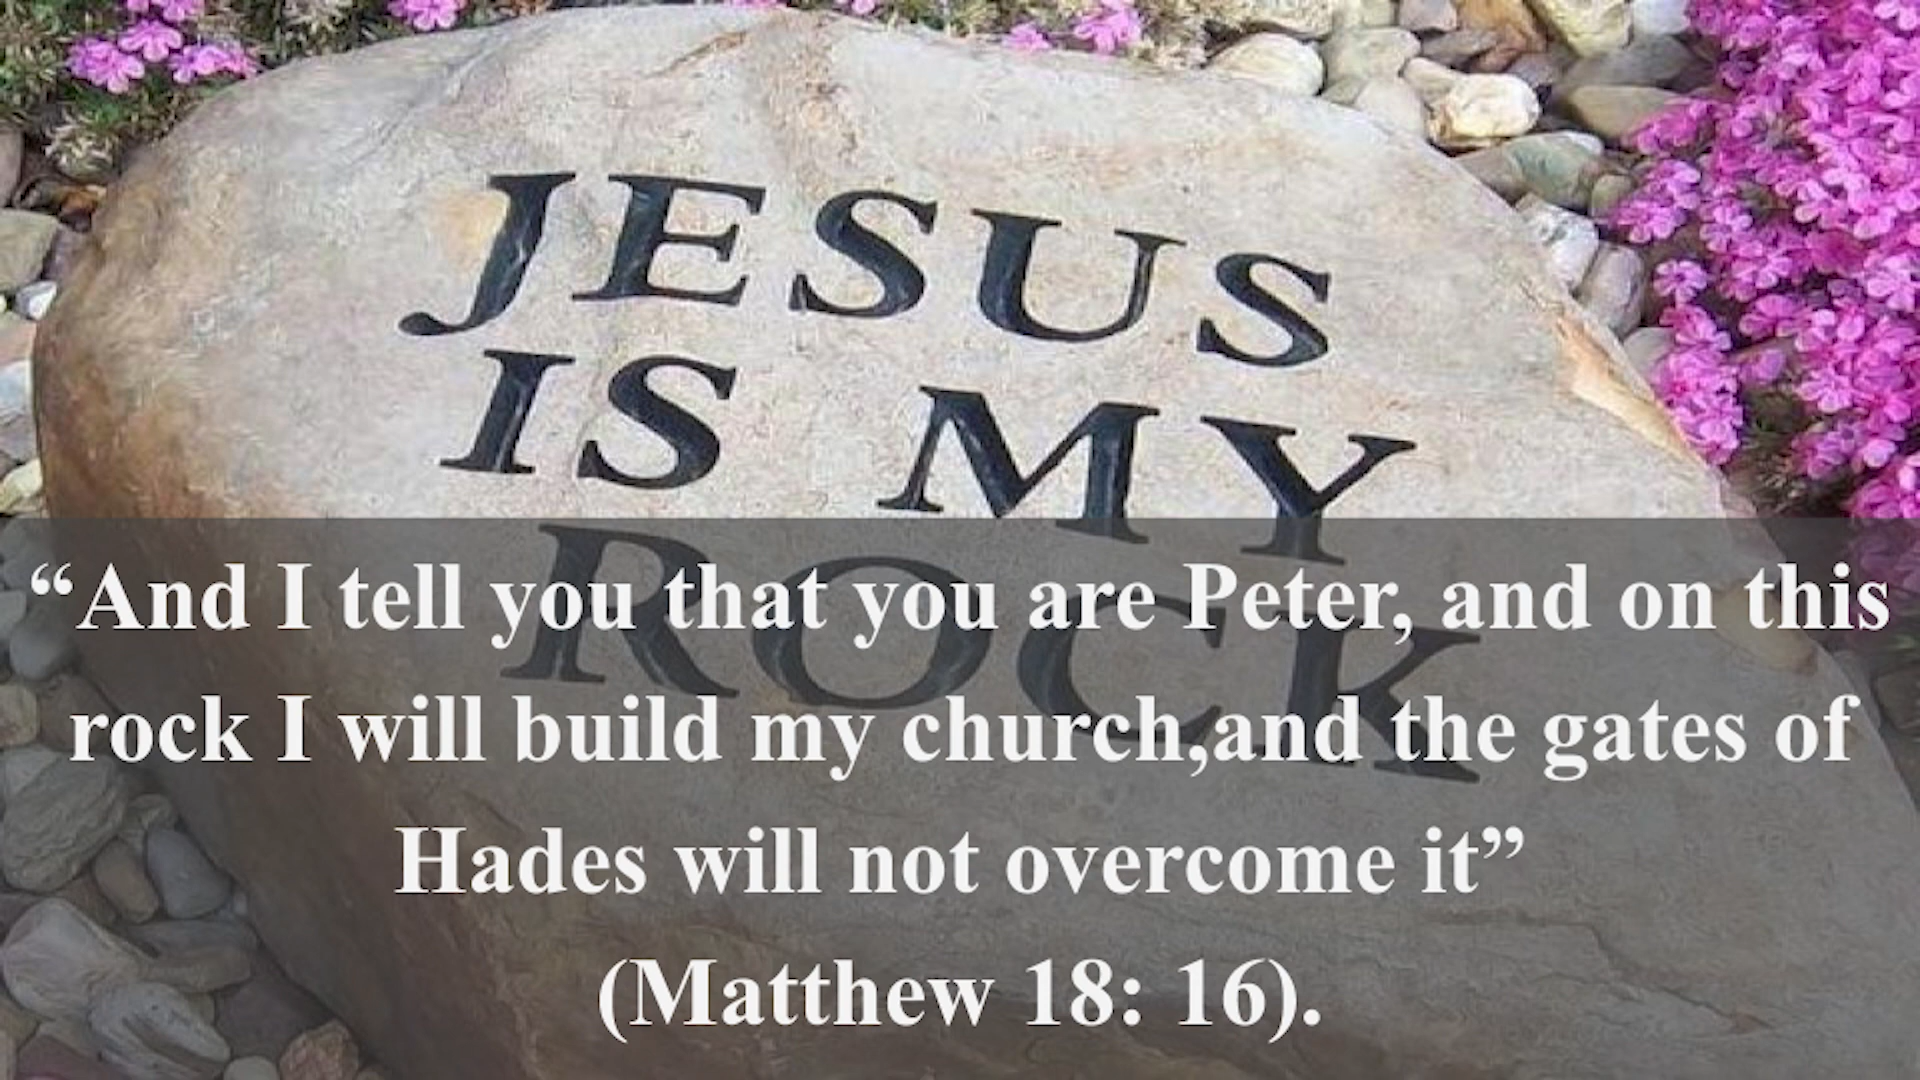 JESUS
IS MY
ROCK
“And I tell you that you are Peter, and on this
rock I will build my church,and the gates of
Hades will not overcome it”
(Matthew 18: 16).